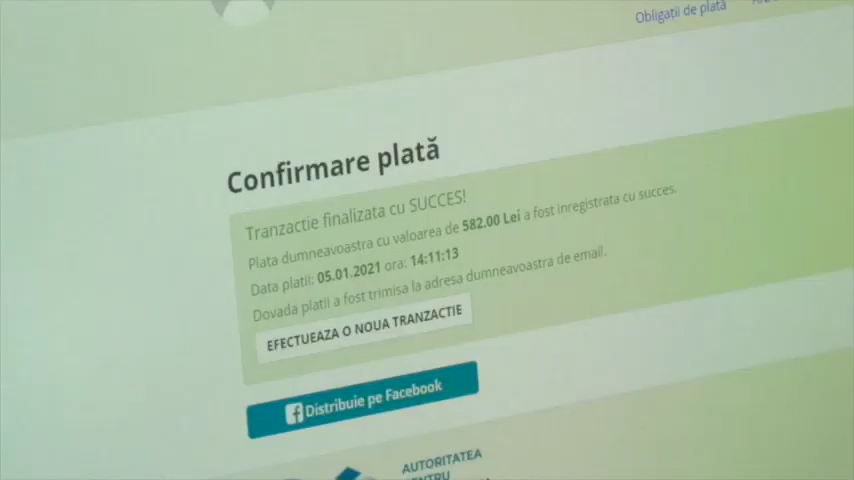 Obligații de plată
Confirmare plată
Tranzactie finalizata cu SUCCES!
Plata dumneavoastra cu valoarea de 582.00 Lei a fost inregistrata cu succes.
Data platii: 05.01.2021 ora: 14:11:13
Dovada platii a fost trimisa la adresa dumneavoastra de email.
EFECTUEAZA O NOUA TRANZACTIE
Distribuie pe Facebook
AUTORITATEA